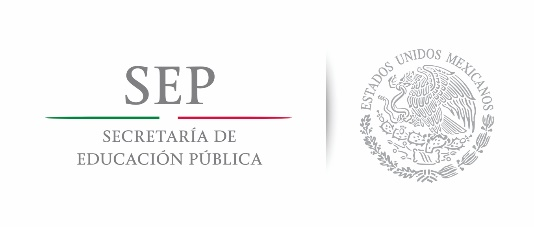 SEP
SECRETARÍA DE
EDUCACIÓN PÚBLICA
ESTADOS UNIDOS MEXICANOS